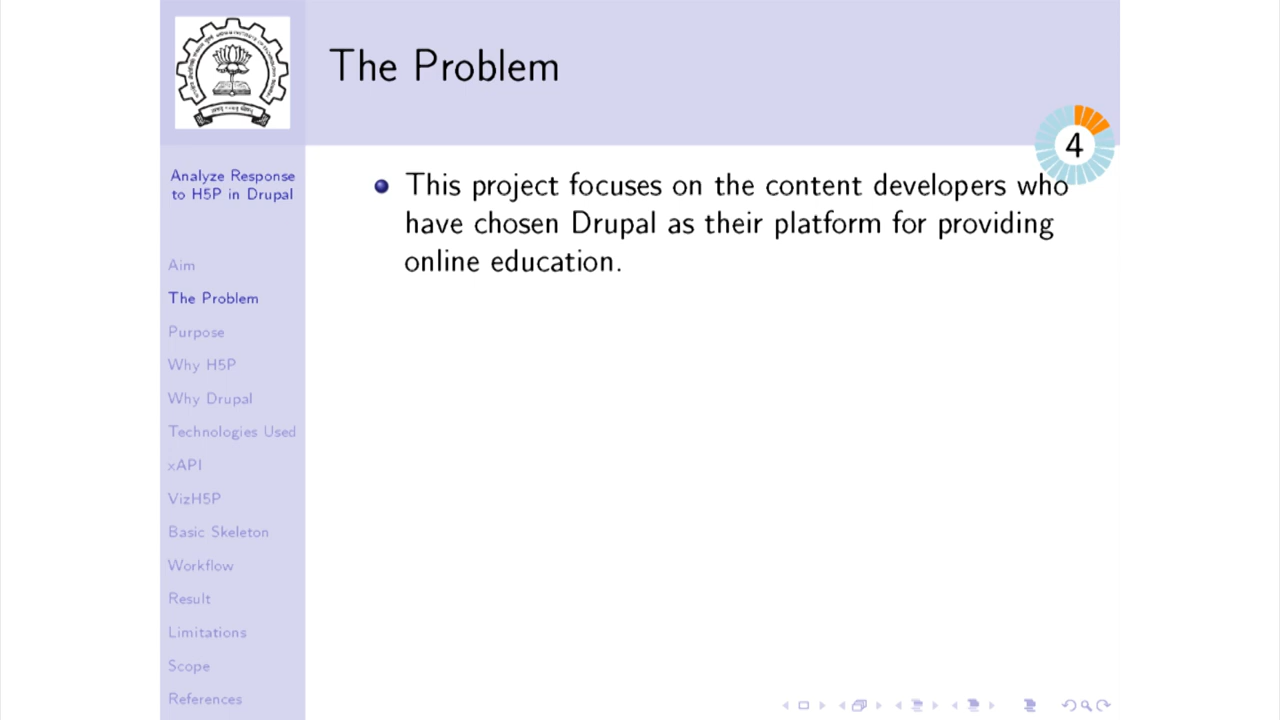 The Problem
4
Analyze Response
to H5P in Drupal
Aim
The Problem
Purpose
Why H5P
Why Drupal
Technologies Used
xAPI
VizH5P
Basic Skeleton
Workflow
Result
Limitations
Scope
References
This project focuses on the content developers who
have chosen Drupal as their platform for providing
online education.